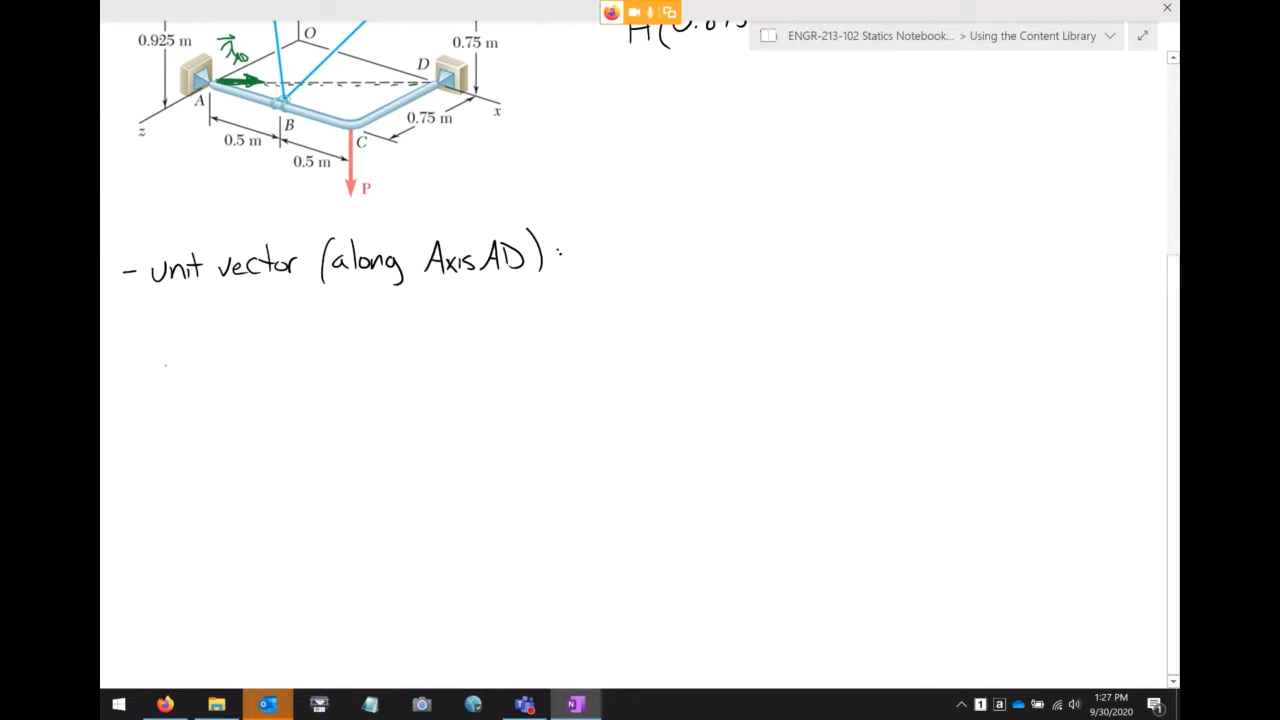 0.925 m
O
0.75 m
ENGR-213-102 Statics Notebook... > Using the Content Library
D
A
z
x
B
0.75 m
0.5 m
C
0.5 m
P
- unit vector (along Axis AD):
1:27 PM
9/30/2020